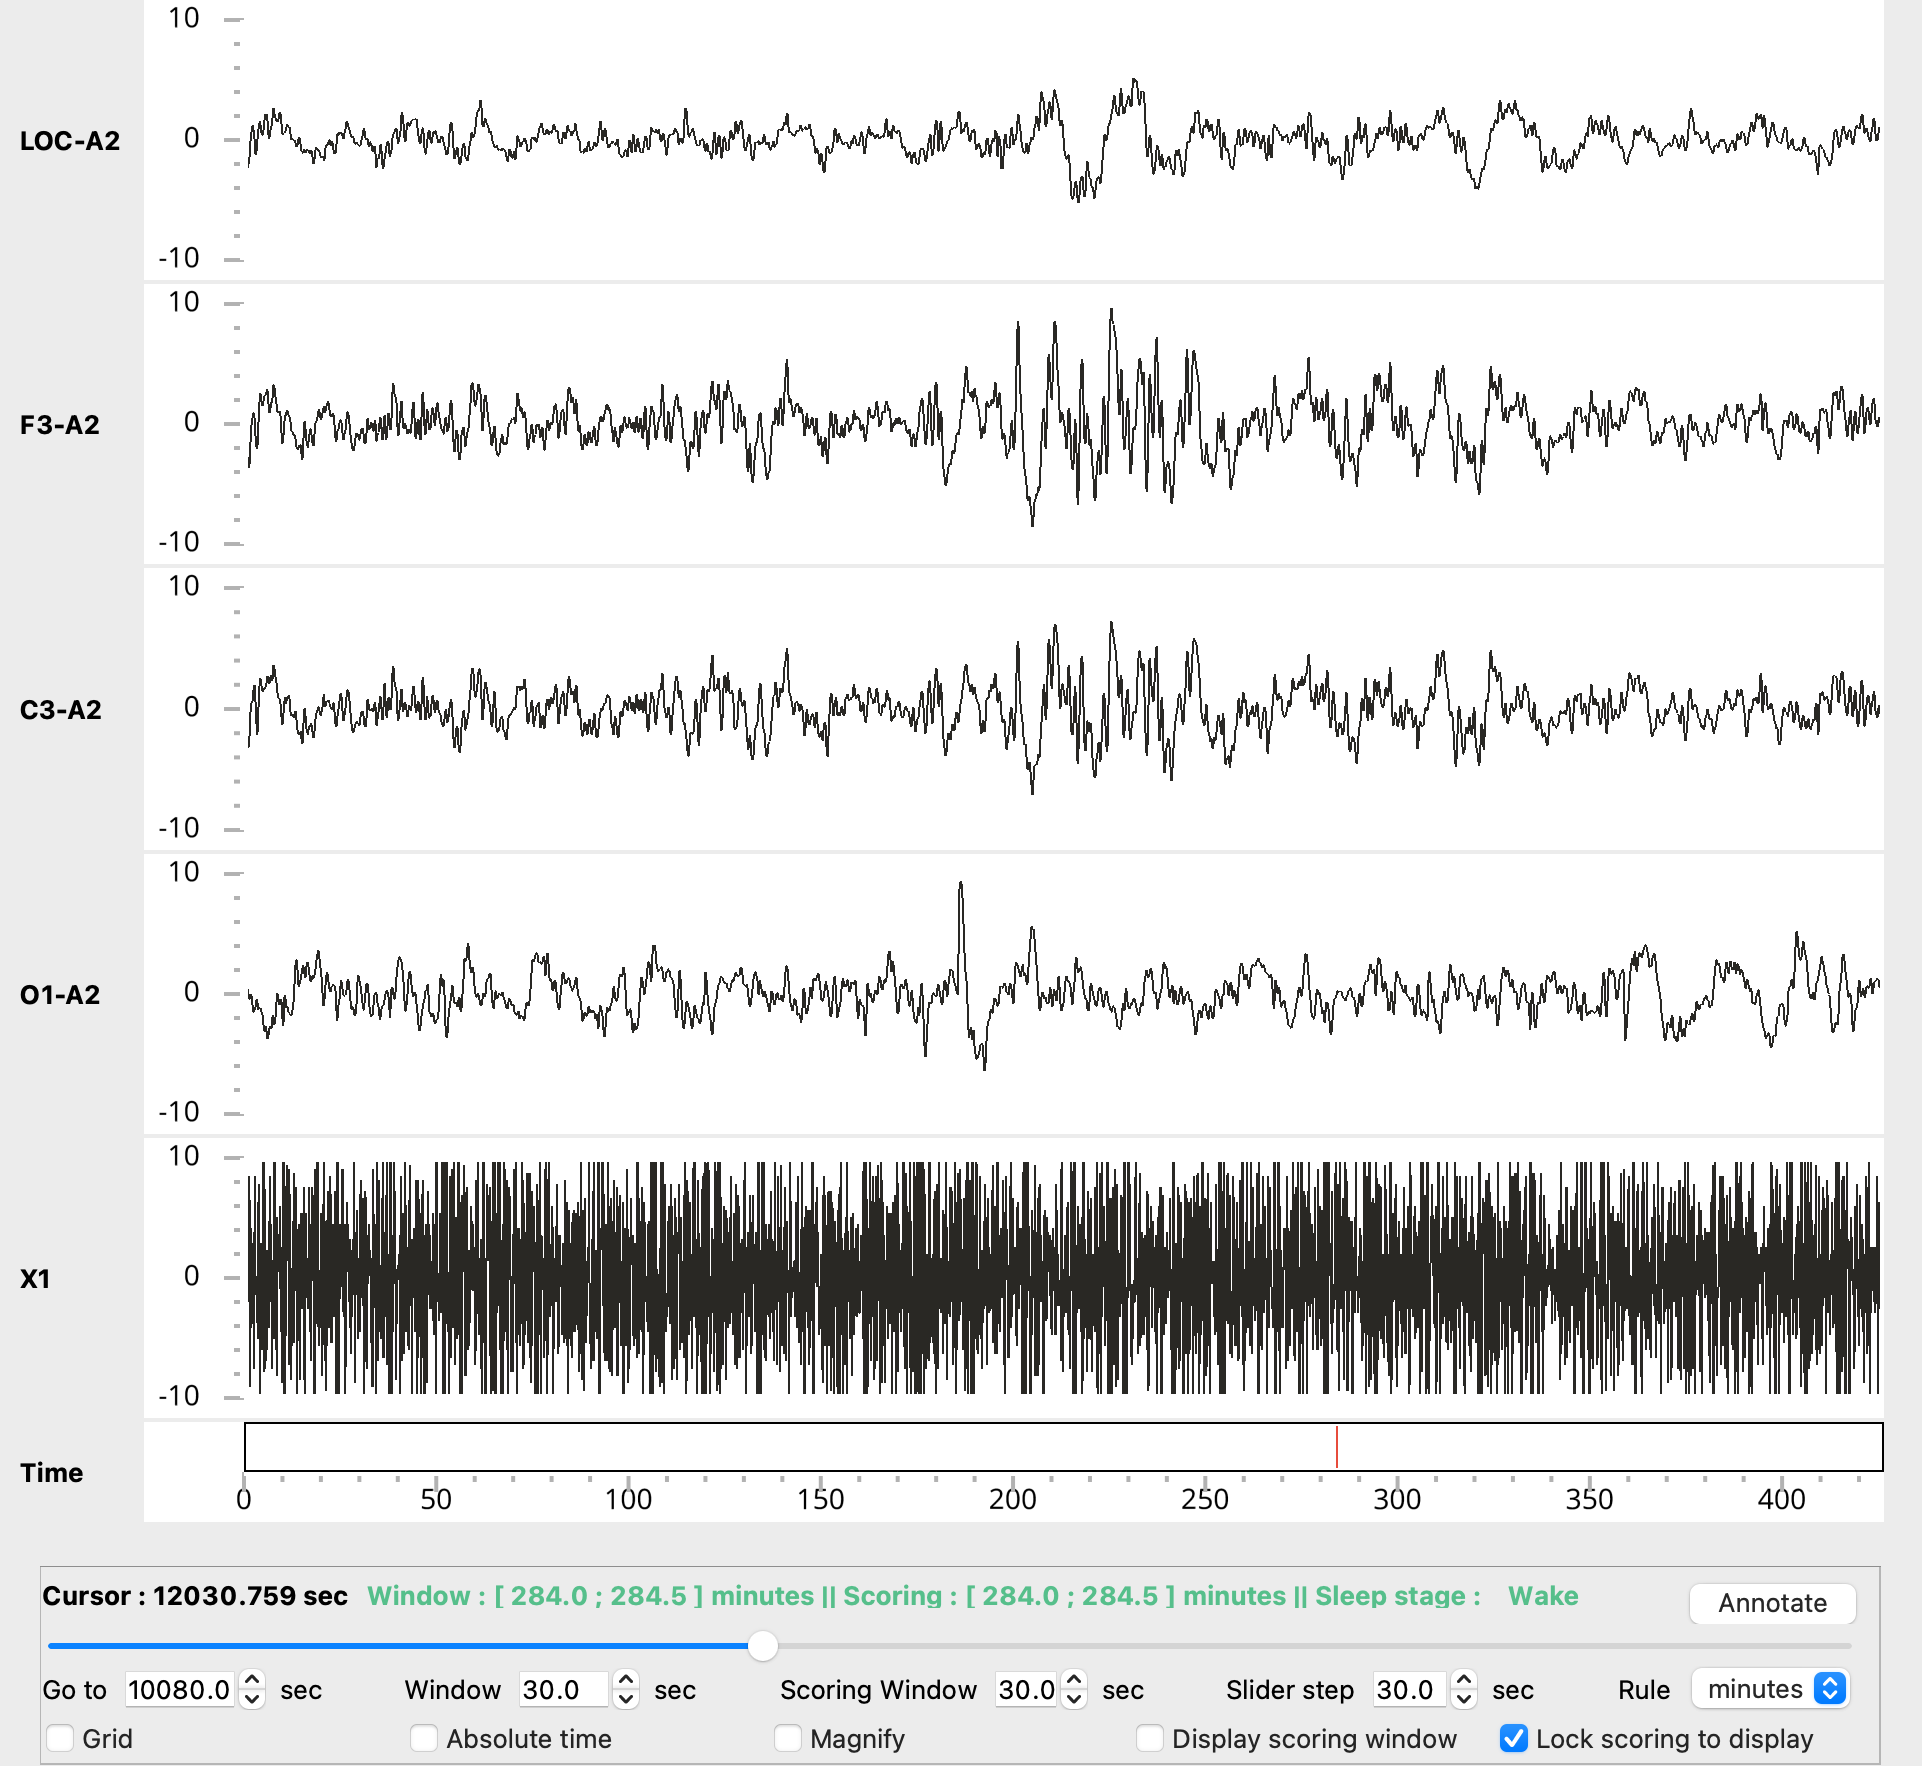 10
LOC-A2
0
-10
10
F3-A2
0
-10
10
C3-A2
0
-10
10
O1-A2
0
-10
10
X1
0
-10
Time
0 50 100 150 200 250 300 350 400
Cursor : 12030.759 sec Window : [ 284.0 ; 284.5 ] minutes || Scoring : [ 284.0 ; 284.5 ] minutes || Sleep stage : Wake Annotate
Go to 10080.0 sec Window 30.0 sec Scoring Window 30.0 sec Slider step 30.0 sec Rule minutes
Grid Absolute time Magnify Display scoring window Lock scoring to display